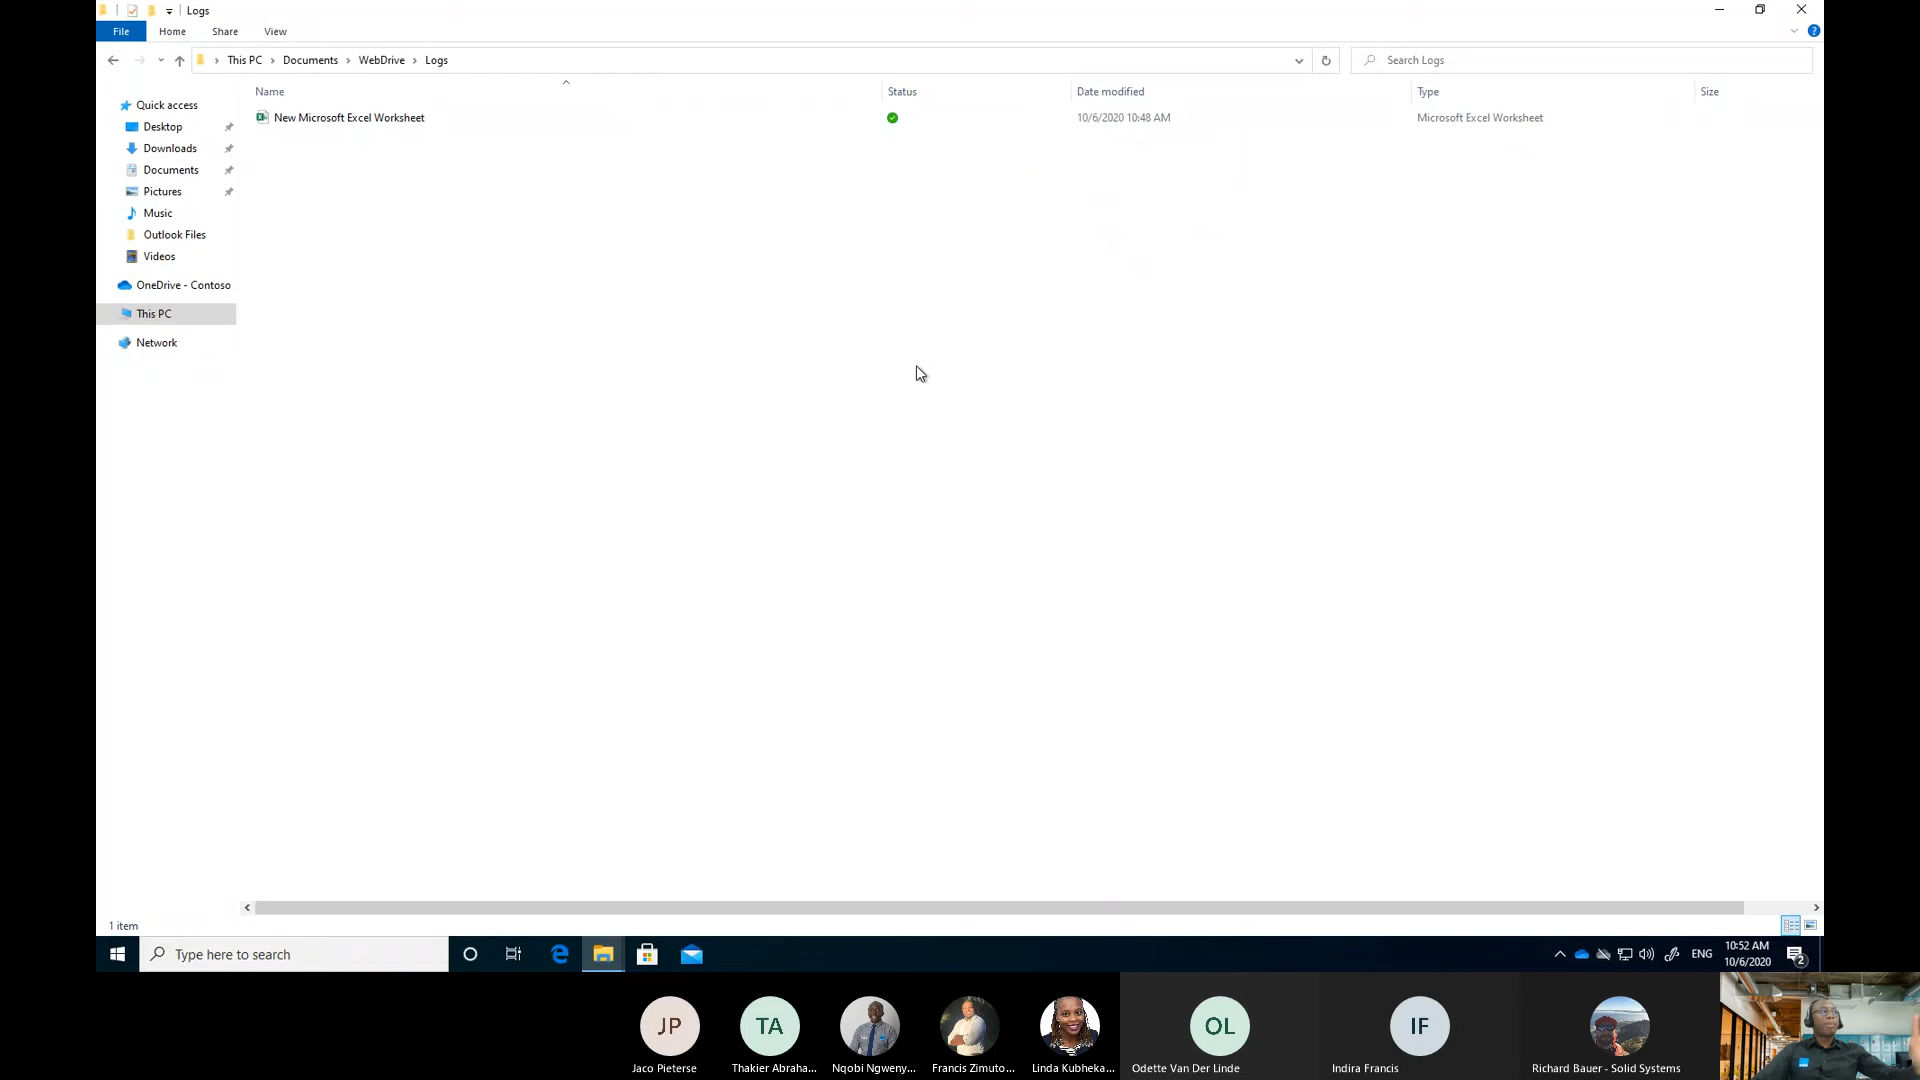 Logs
File
Home
Share
View
This PC
Documents
WebDrive
Logs
Search Logs
Name
Status
Date modified
Type
Size
New Microsoft Excel Worksheet
10/6/2020 10:48 AM
Microsoft Excel Worksheet
Quick access
Desktop
Downloads
Documents
Pictures
Music
Outlook Files
Videos
OneDrive - Contoso
This PC
Network
1 item
Type here to search
ENG
10:52 AM
10/6/2020
2
JP
TA
OL
IF
Jaco Pieterse
Thakier Abraha...
Nqobi Ngweny...
Francis Zimuto...
Linda Kubheka...
Odette Van Der Linde
Indira Francis
Richard Bauer - Solid Systems